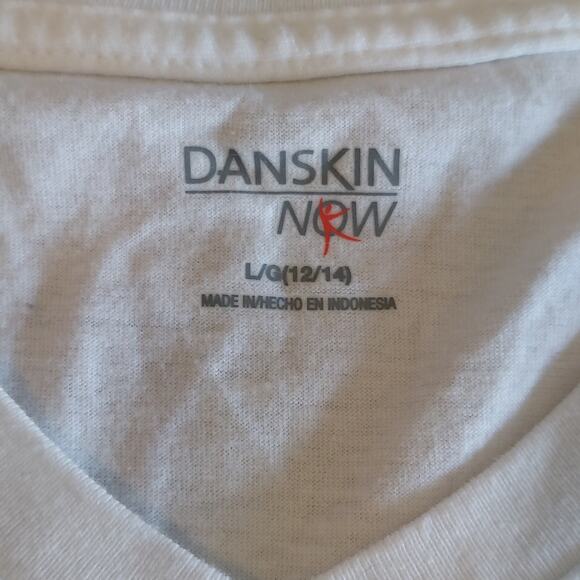 DANSKIN
NOW
L/G(12/14)
MADE IN/HECHO EN INDONESIA